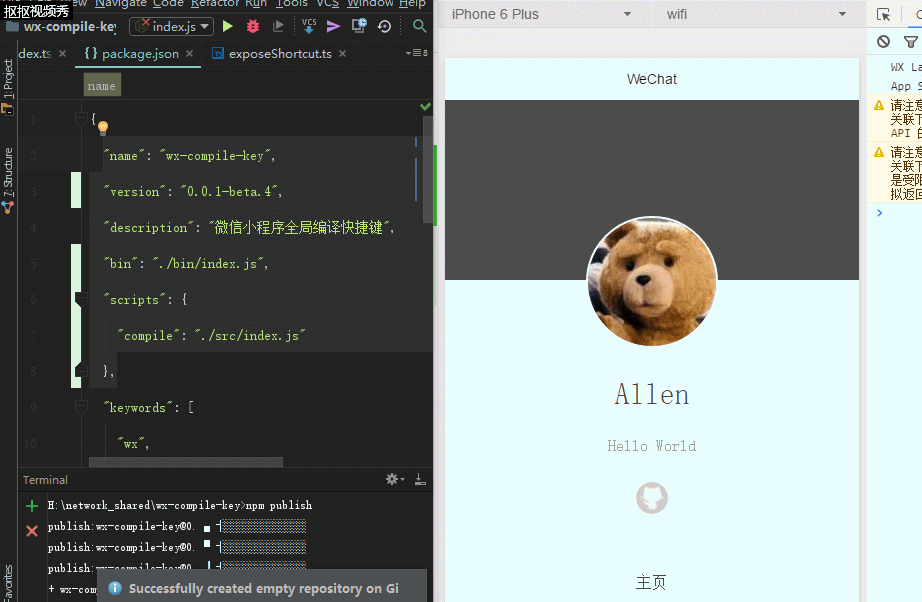 抠抠视频秀
View Navigate Code Refactor Run Tools VCS Window Help
wx-compile-key
index.js
VCS
iPhone 6 Plus
wifi
dex.ts
package.json
exposeShortcut.ts
8
1: Project
7: Structure
Favorites
name
1 {
2 "name": "wx-compile-key",
3 "version": "0.0.1-beta.4",
4 "description": "微信小程序全局编译快捷键",
5 "bin": "./bin/index.js",
6 "scripts": {
7 "compile": "./src/index.js"
8 },
9 "keywords": [
10 "wx",
Terminal
H:\network_shared\wx-compile-key>npm publish
publish:wx-compile-key@0.
publish:wx-compile-key@0.
publish:wx-compile-key@0.
+ wx-com
Successfully created empty repository on Gi
WeChat
Allen
Hello World
主页
WX La
App S
请注意
关联下
API 的
请注意
关联下
是受限
拟返回